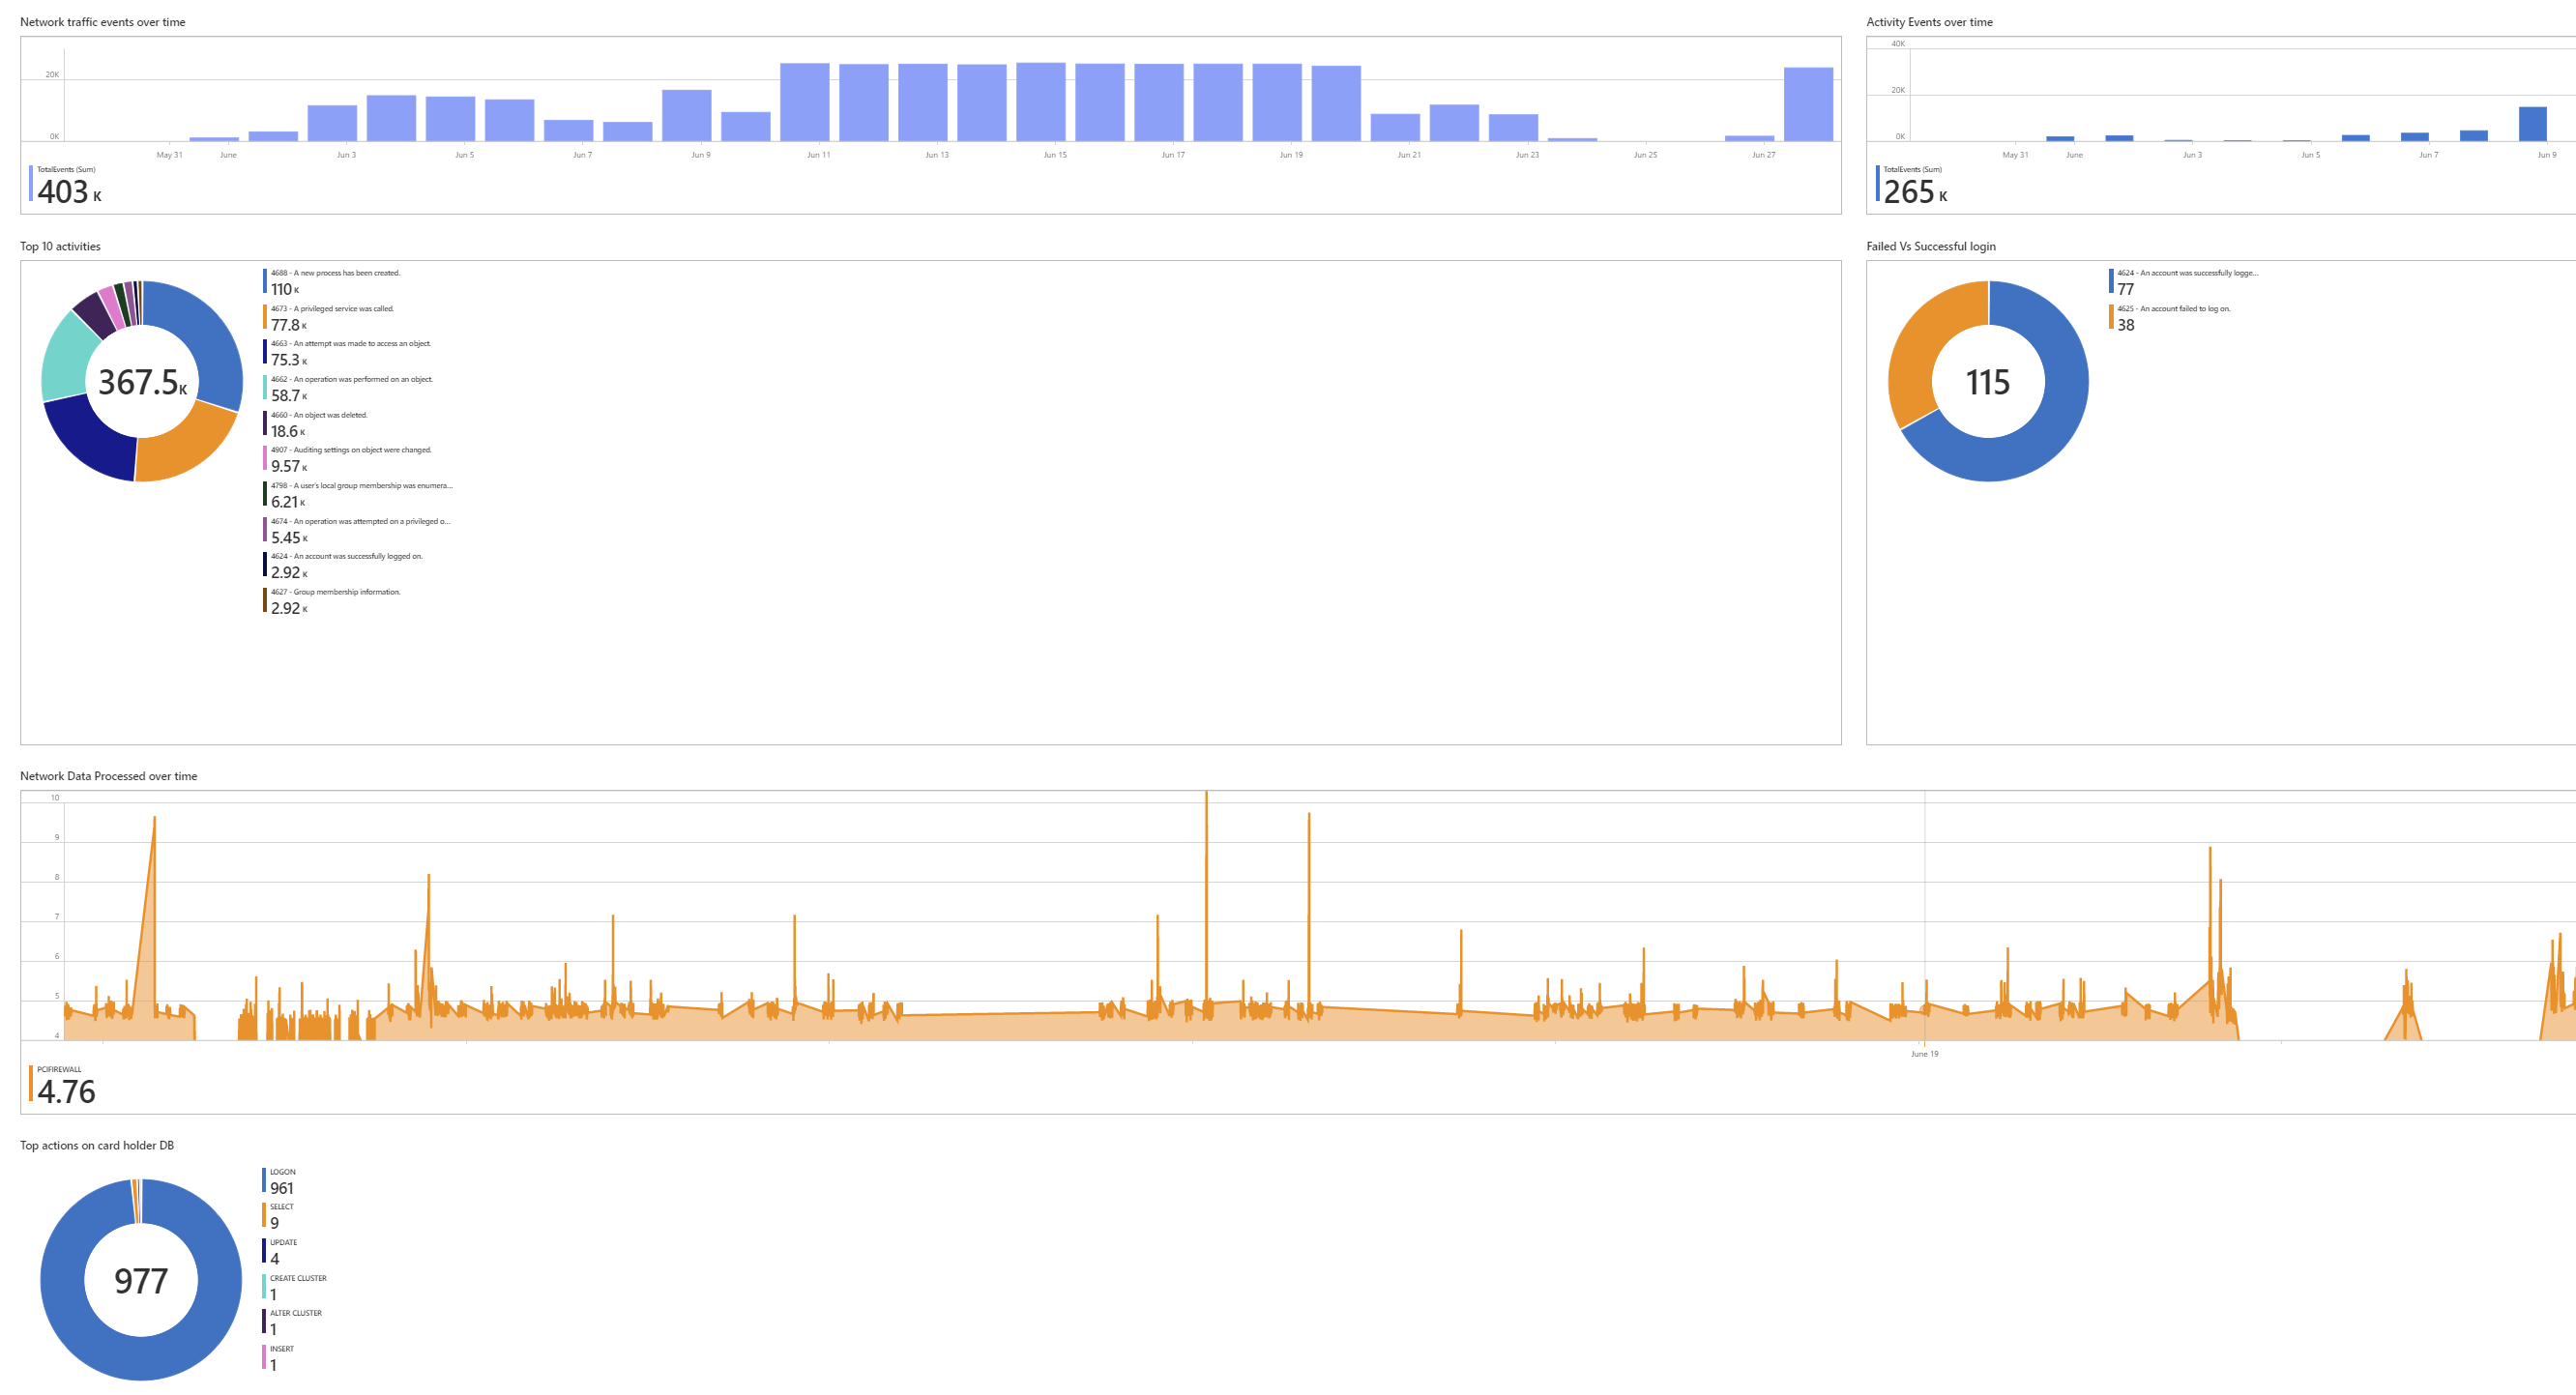 Network traffic events over time
20K
0K
May 31 June Jun 3 Jun 5 Jun 7 Jun 9 Jun 11 Jun 13 Jun 15 Jun 17 Jun 19 Jun 21 Jun 23 Jun 25 Jun 27
TotalEvents (Sum)
403 K
Activity Events over time
40K
20K
0K
May 31 June Jun 3 Jun 5 Jun 7 Jun 9
TotalEvents (Sum)
265 K
Top 10 activities
367.5K
4688 - A new process has been created.
110 K
4673 - A privileged service was called.
77.8 K
4663 - An attempt was made to access an object.
75.3 K
4662 - An operation was performed on an object.
58.7 K
4660 - An object was deleted.
18.6 K
4907 - Auditing settings on object were changed.
9.57 K
4798 - A user's local group membership was enumera...
6.21 K
4674 - An operation was attempted on a privileged o...
5.45 K
4624 - An account was successfully logged on.
2.92 K
4627 - Group membership information.
2.92 K
Failed Vs Successful login
115
4624 - An account was successfully logge...
77
4625 - An account failed to log on.
38
Network Data Processed over time
10
9
8
7
6
5
4
June 19
PCIFIREWALL
4.76
Top actions on card holder DB
977
LOGON
961
SELECT
9
UPDATE
4
CREATE CLUSTER
1
ALTER CLUSTER
1
INSERT
1